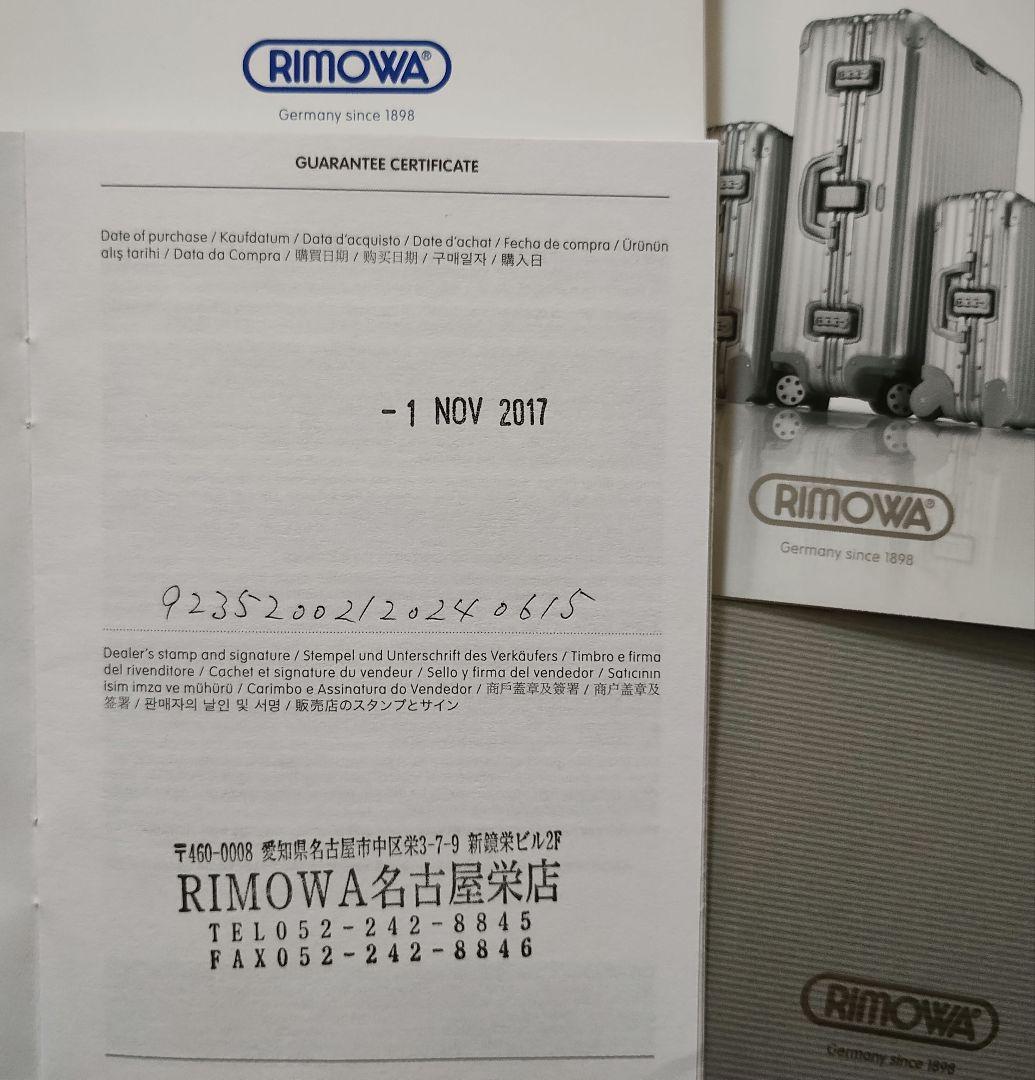 RIMOWA®
Germany since 1898
GUARANTEE CERTIFICATE
Date of purchase / Kaufdatum / Data d'acquisto / Date d'achat / Fecha de compra / Ürünün
alış tarihi / Data da Compra / 購買日期 / 购买日期 / 구매일자 / 購入日
-1 NOV 2017
92352002120240615
Dealer's stamp and signature / Stempel und Unterschrift des Verkäufers / Timbro e firma
del rivenditore / Cachet et signature du vendeur / Sello y firma del vendedor / Satıcının
isim imza ve mühürü / Carimbo e Assinatura do Vendedor / 商戶蓋章及簽署 / 商户盖章及
签署 / 판매자의 날인 및 서명 / 販売店のスタンプとサイン
〒460-0008 愛知県名古屋市中区栄3-7-9 新鏡栄ビル2F
RIMOWA名古屋栄店
TEL052-242-8845
FAX052-242-8846
RIMOWA®
Germany since 1898
RIMOWA®
Germany since 1898